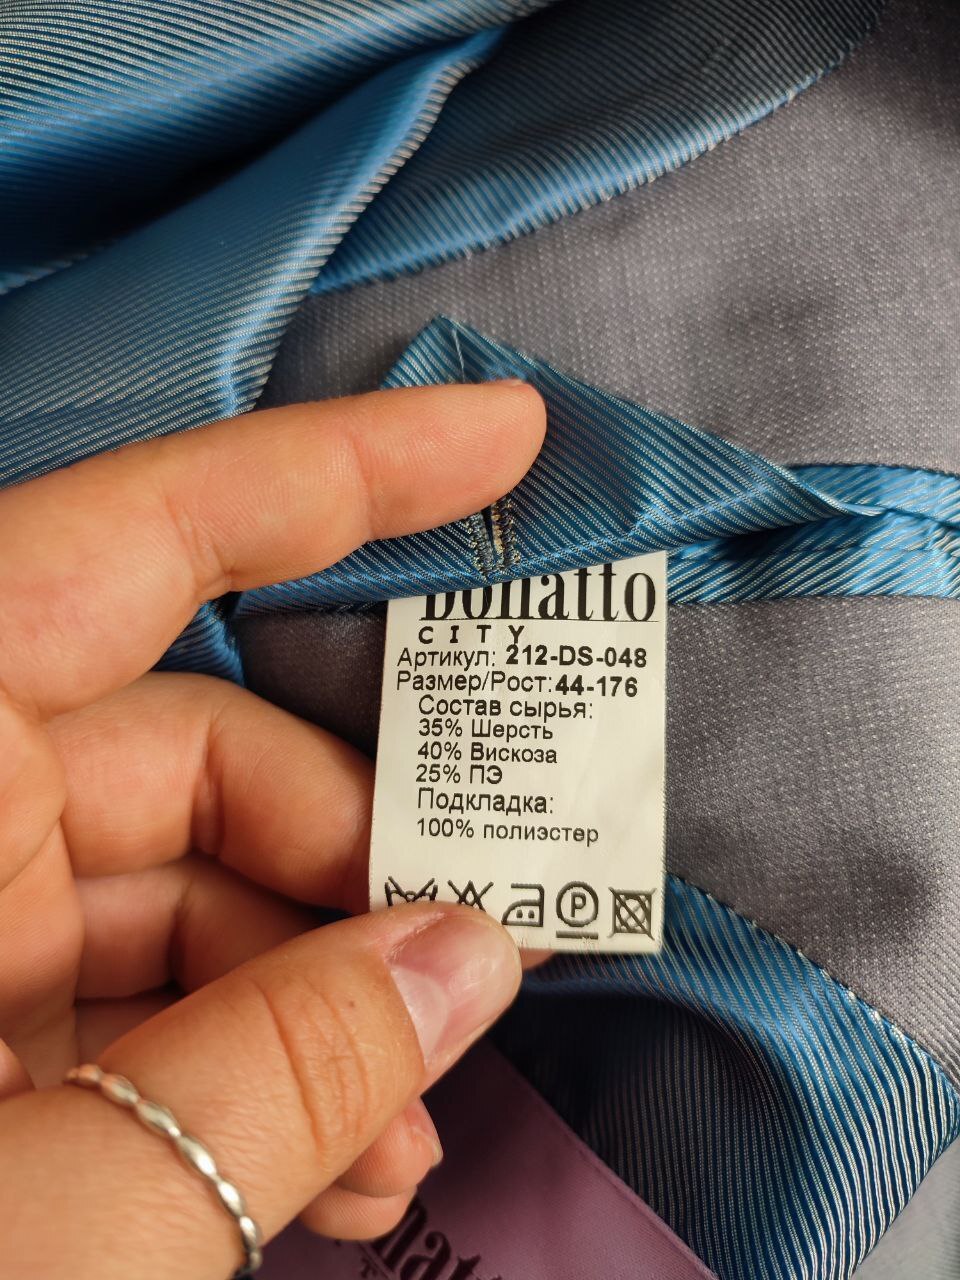 Bonatto
CITY
Артикул: 212-DS-048
Размер/Рост:44-176
Состав сырья:
35% Шерсть
40% Вискоза
25% ПЭ
Подкладка:
100% полиэстер
P